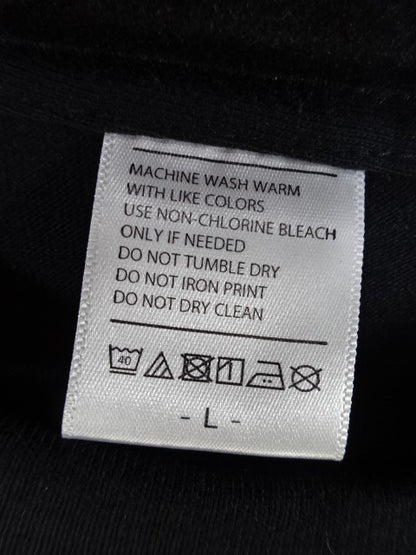 MACHINE WASH WARM
WITH LIKE COLORS
USE NON-CHLORINE BLEACH
ONLY IF NEEDED
DO NOT TUMBLE DRY
DO NOT IRON PRINT
DO NOT DRY CLEAN
40
- L -